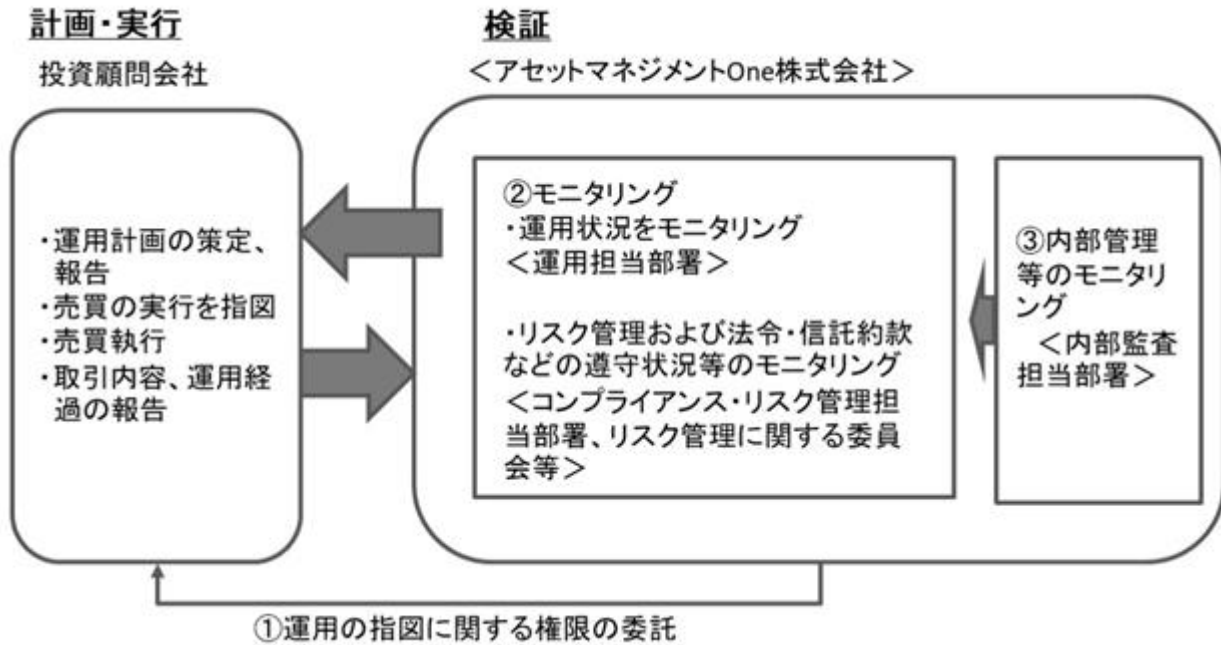 計画・実行
投資顧問会社
・運用計画の策定、
報告
・売買の実行を指図
・売買執行
・取引内容、運用経
過の報告
検証
＜アセットマネジメントOne株式会社＞
②モニタリング
・運用状況をモニタリング
＜運用担当部署＞
・リスク管理および法令・信託約款
などの遵守状況等のモニタリング
＜コンプライアンス・リスク管理担
当部署、リスク管理に関する委員
会等＞
③内部管理
等のモニタリ
ング
＜内部監査
担当部署＞
①運用の指図に関する権限の委託